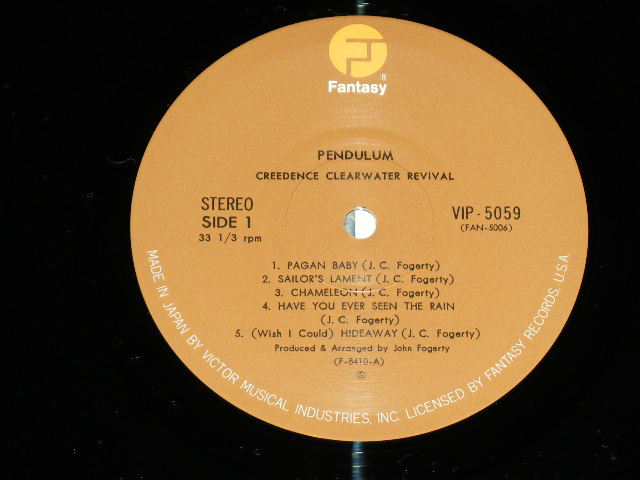 Fantasy®
PENDULUM
CREEDENCE CLEARWATER REVIVAL
STEREO
SIDE 1
33 1/3 rpm
VIP-5059
(FAN-5006)
1. PAGAN BABY (J. C. Fogerty)
2. SAILOR'S LAMENT (J. C. Fogerty)
3. CHAMELEON (J. C. Fogerty)
4. HAVE YOU EVER SEEN THE RAIN
(J. C. Fogerty)
5. (Wish I Could) HIDEAWAY (J. C. Fogerty)
Produced & Arranged by John Fogerty
(F-8410-A)
MADE IN JAPAN BY VICTOR MUSICAL INDUSTRIES, INC. LICENSED BY FANTASY RECORDS, U.S.A.